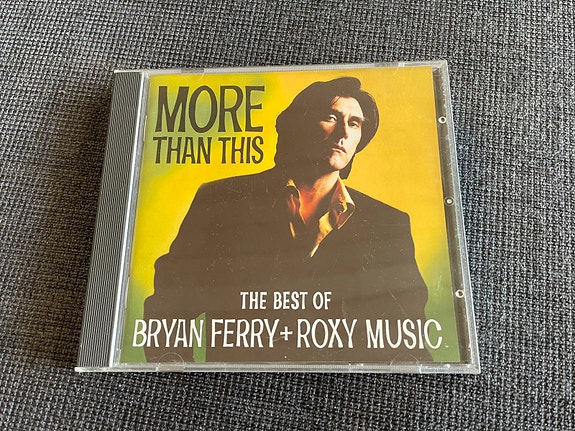 MORE
THAN THIS
THE BEST OF
BRYAN FERRY+ROXY MUSIC